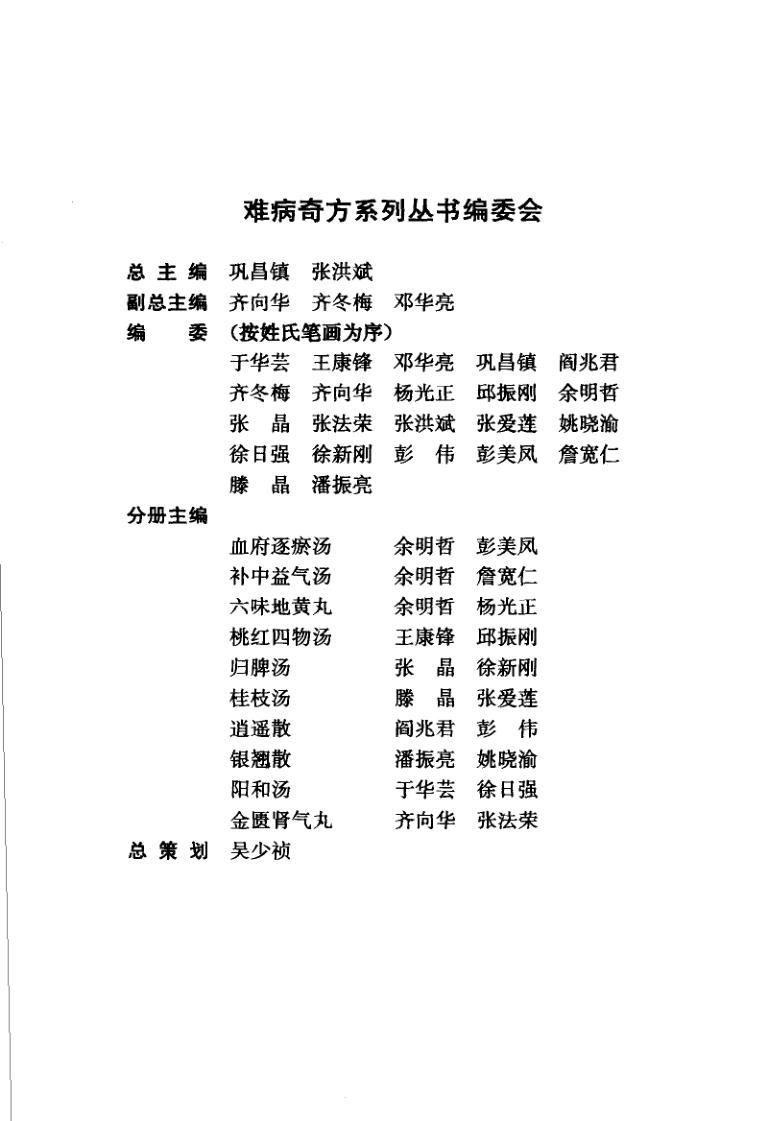 难病奇方系列丛书编委会
总 主 编 巩昌镇 张洪斌
副总主编 齐向华 齐冬梅 邓华亮
编 委 (按姓氏笔画为序)
于华芸 王康锋 邓华亮 巩昌镇 阎兆君
齐冬梅 齐向华 杨光正 邱振刚 余明哲
张 晶 张法荣 张洪斌 张爱莲 姚晓渝
徐日强 徐新刚 彭 伟 彭美凤 詹宽仁
滕 晶 潘振亮
分册主编
血府逐瘀汤 余明哲 彭美凤
补中益气汤 余明哲 詹宽仁
六味地黄丸 余明哲 杨光正
桃红四物汤 王康锋 邱振刚
归脾汤 张 晶 徐新刚
桂枝汤 滕 晶 张爱莲
逍遥散 阎兆君 彭 伟
银翘散 潘振亮 姚晓渝
阳和汤 于华芸 徐日强
金匮肾气丸 齐向华 张法荣
总 策 划 吴少祯